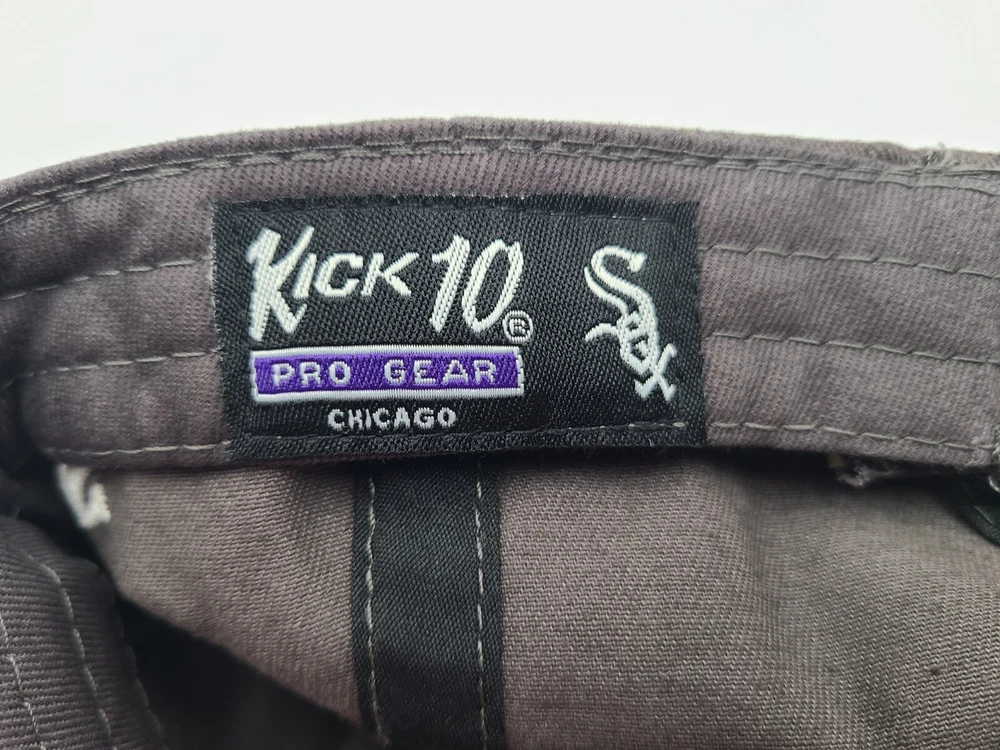 KICK 10®
PRO GEAR
CHICAGO
SOX